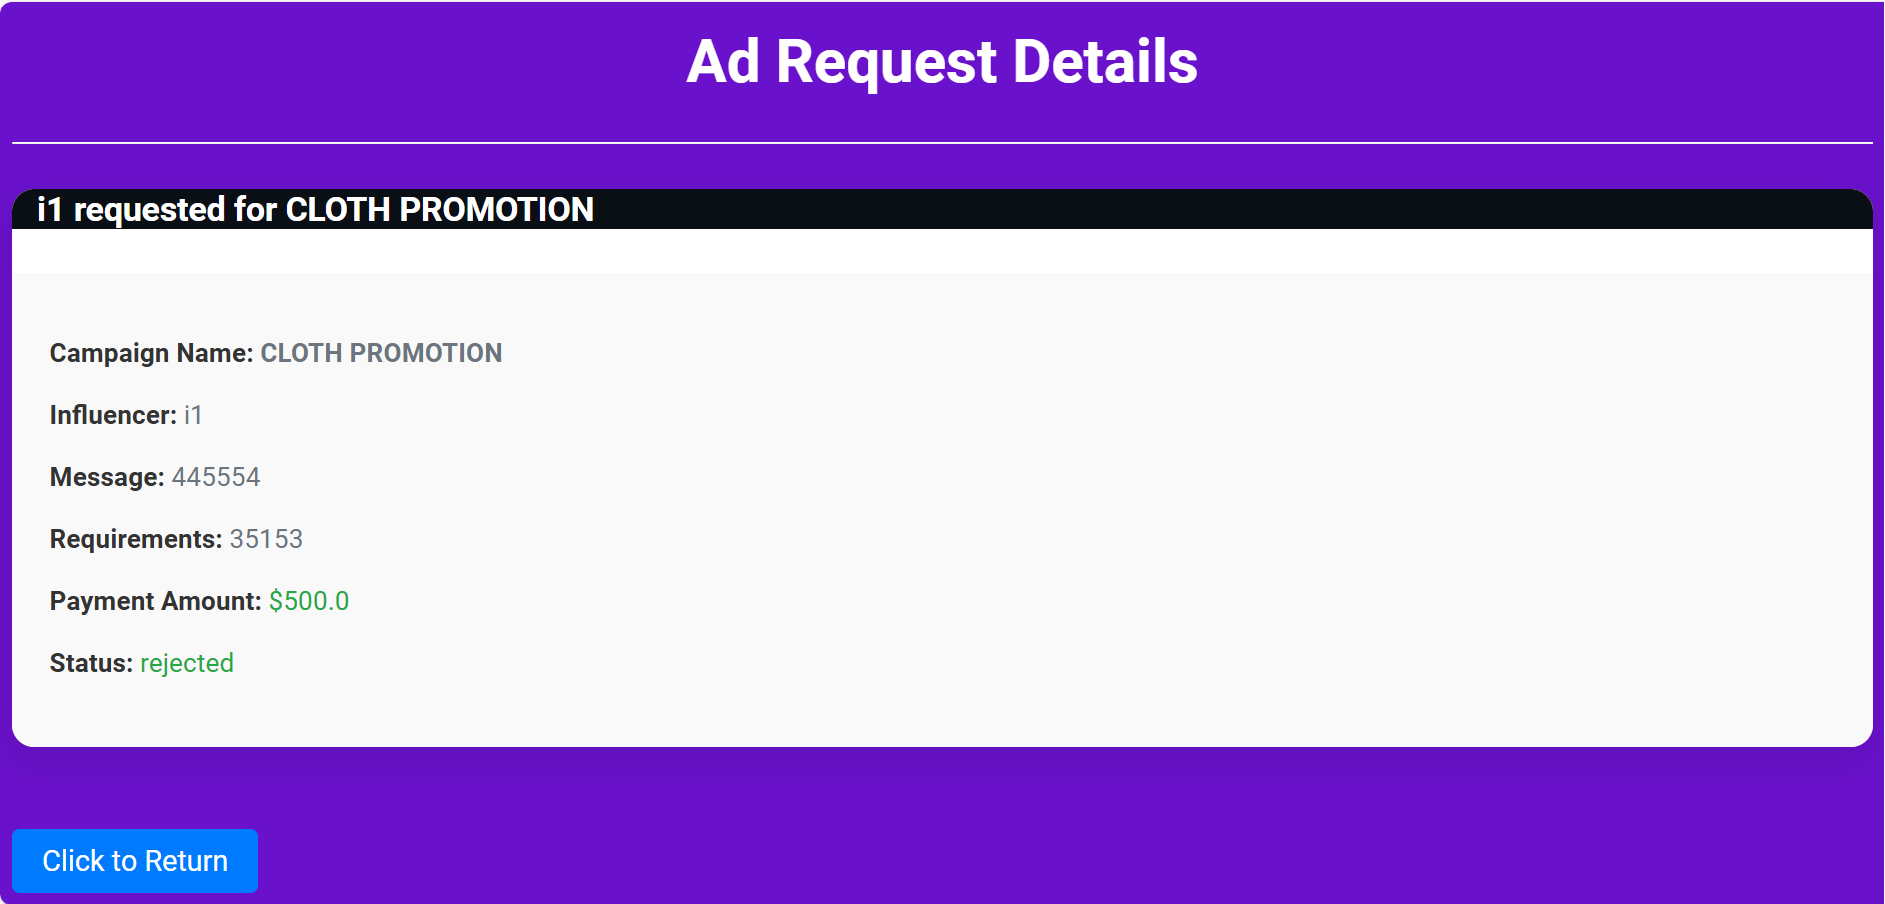 Ad Request Details
i1 requested for CLOTH PROMOTION
Campaign Name: CLOTH PROMOTION
Influencer: i1
Message: 445554
Requirements: 35153
Payment Amount: $500.0
Status: rejected
Click to Return